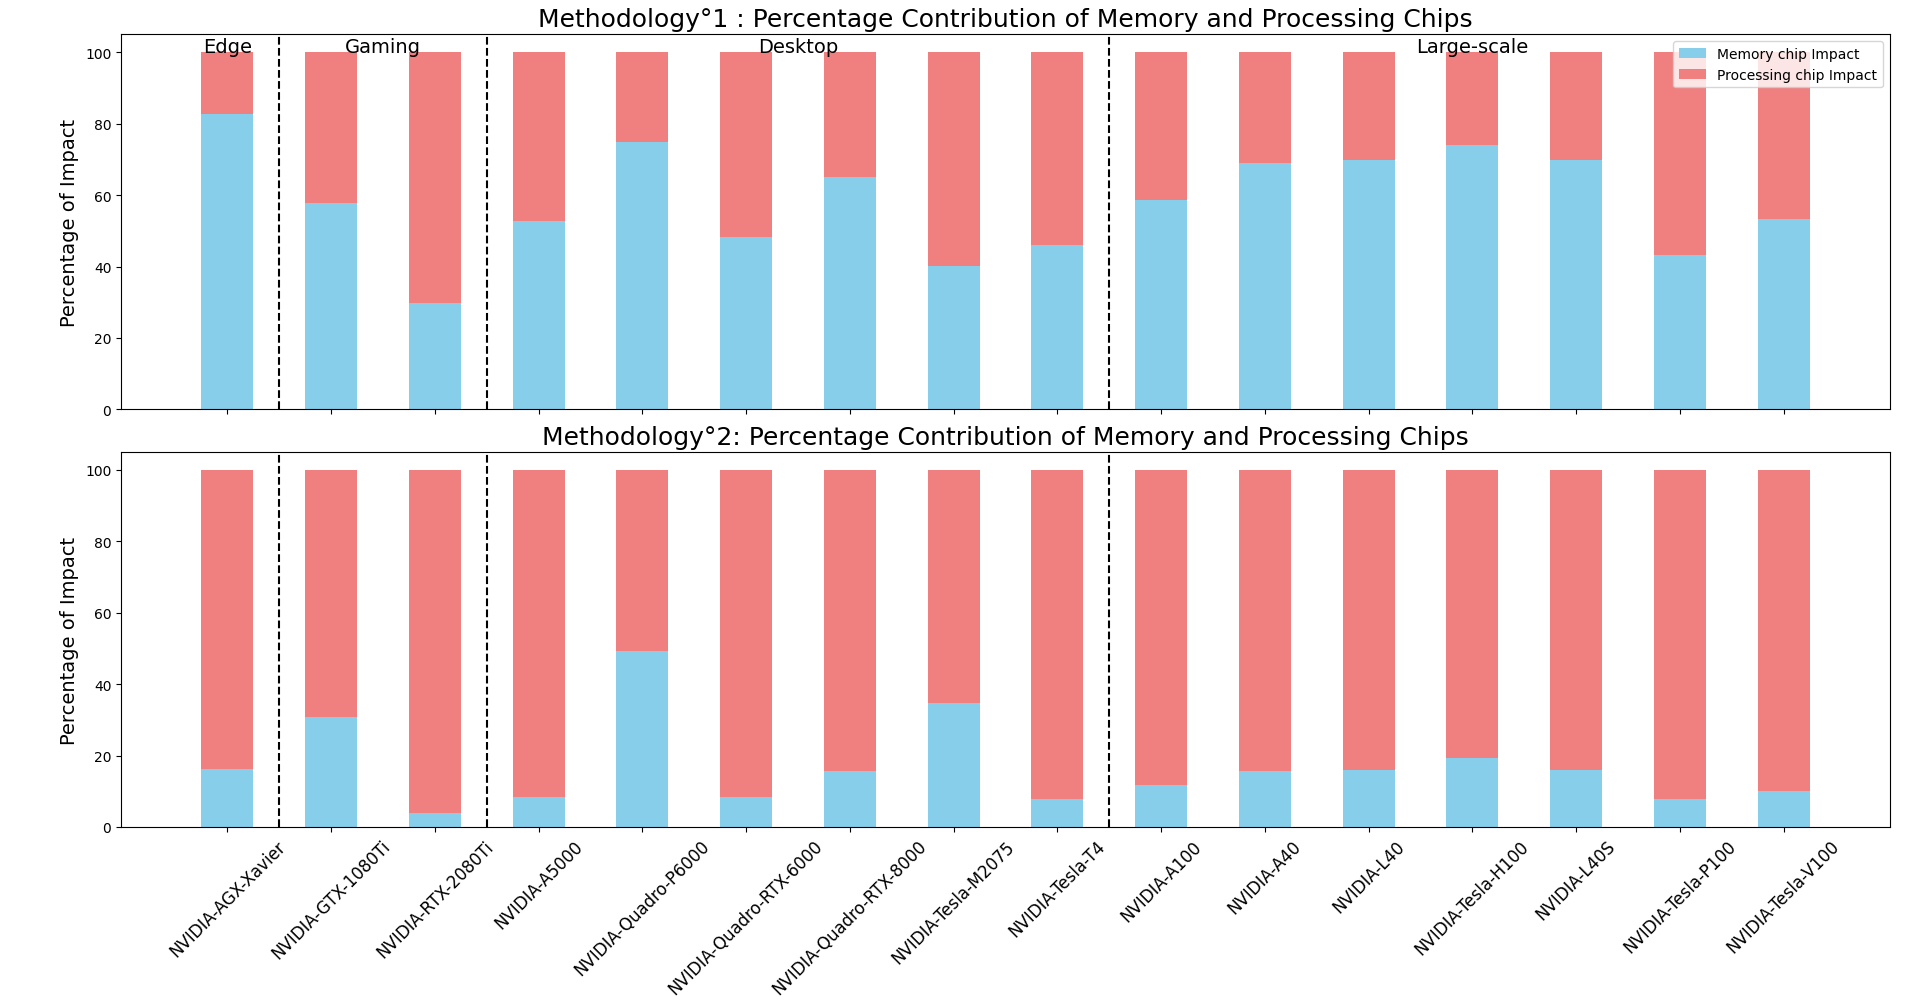 Methodology°1 : Percentage Contribution of Memory and Processing Chips
Edge
Gaming
Desktop
Large-scale
Memory chip Impact
Processing chip Impact
Percentage of Impact
100
80
60
40
20
0
Methodology°2: Percentage Contribution of Memory and Processing Chips
Percentage of Impact
100
80
60
40
20
0
NVIDIA-AGX-Xavier
NVIDIA-GTX-1080Ti
NVIDIA-RTX-2080Ti
NVIDIA-A5000
NVIDIA-Quadro-P6000
NVIDIA-Quadro-RTX-6000
NVIDIA-Quadro-RTX-8000
NVIDIA-Tesla-M2075
NVIDIA-Tesla-T4
NVIDIA-A100
NVIDIA-A40
NVIDIA-L40
NVIDIA-Tesla-H100
NVIDIA-L40S
NVIDIA-Tesla-P100
NVIDIA-Tesla-V100